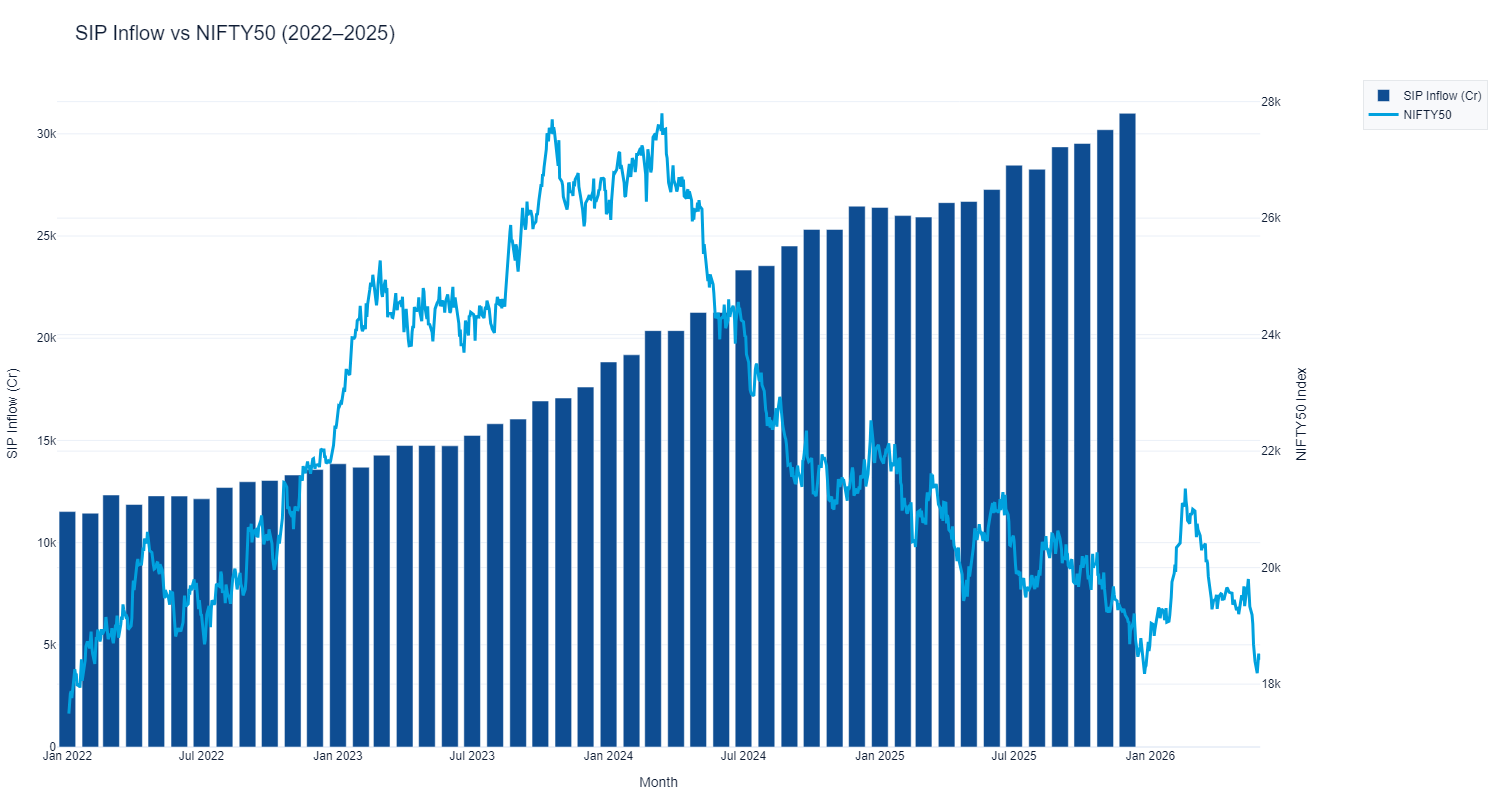 SIP Inflow vs NIFTY50 (2022–2025)
SIP Inflow (Cr)
NIFTY50
30k
25k
20k
15k
10k
5k
0
SIP Inflow (Cr)
28k
26k
24k
22k
20k
18k
NIFTY50 Index
Jan 2022
Jul 2022
Jan 2023
Jul 2023
Jan 2024
Jul 2024
Jan 2025
Jul 2025
Jan 2026
Month